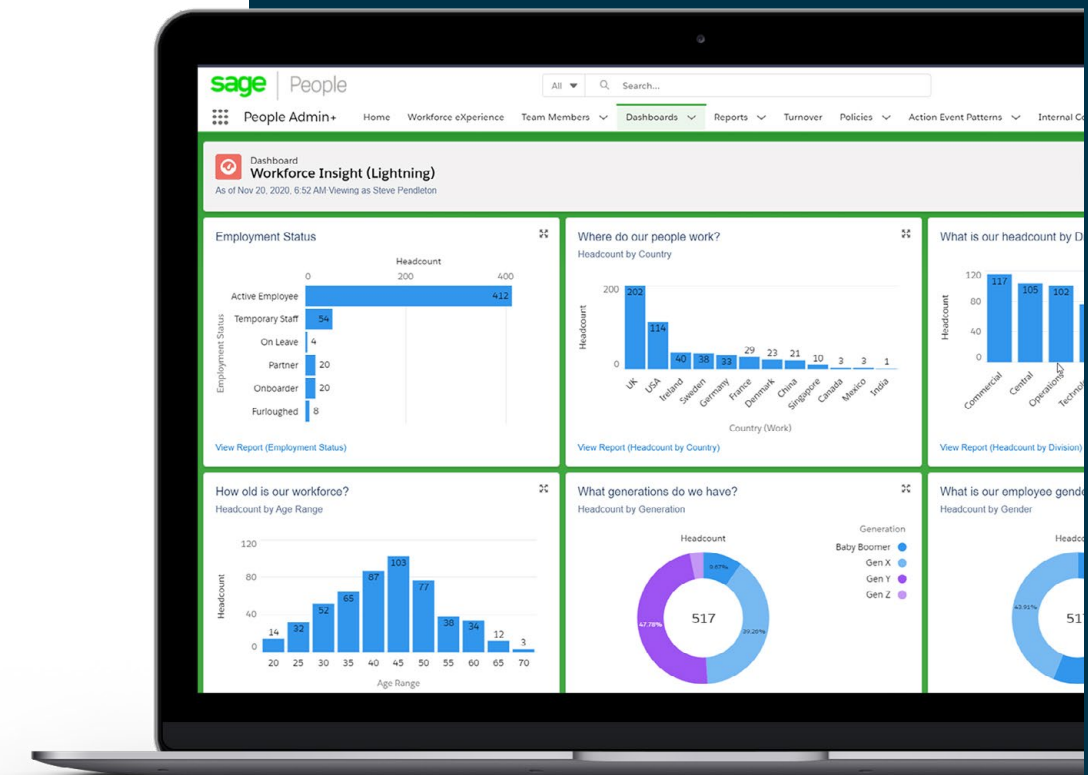 sage People
All
Search...
People Admin+ Home Workforce eXperience Team Members Dashboards Reports Turnover Policies Action Event Patterns Internal
Dashboard
Workforce Insight (Lightning)
As of Nov 20, 2020, 6:52 AM·Viewing as Steve Pendleton
Employment Status
Headcount
0 200 400
Employment Status
Active Employee 412
Temporary Staff 54
On Leave 4
Partner 20
Onboarder 20
Furloughed 8
View Report (Employment Status)
Where do our people work?
Headcount by Country
Headcount
200
0
202 114 40 38 33 29 23 21 10 3 3 1
UK USA Ireland Sweden Germany France Denmark China Singapore Canada Mexico India
Country (Work)
View Report (Headcount by Country)
What is our headcount by D
Headcount
120
80
40
0
117 105 102
Commercial Central Operations Techno
View Report (Headcount by Division)
How old is our workforce?
Headcount by Age Range
Headcount
120
80
40
0
14 32 52 65 87 103 77 38 34 12 3
20 25 30 35 40 45 50 55 60 65 70
Age Range
What generations do we have?
Headcount by Generation
Generation
Baby Boomer
Gen X
Gen Y
Gen Z
Headcount
517
47.78%
What is our employee gend
Headcount by Gender
Headc
43.91%
51